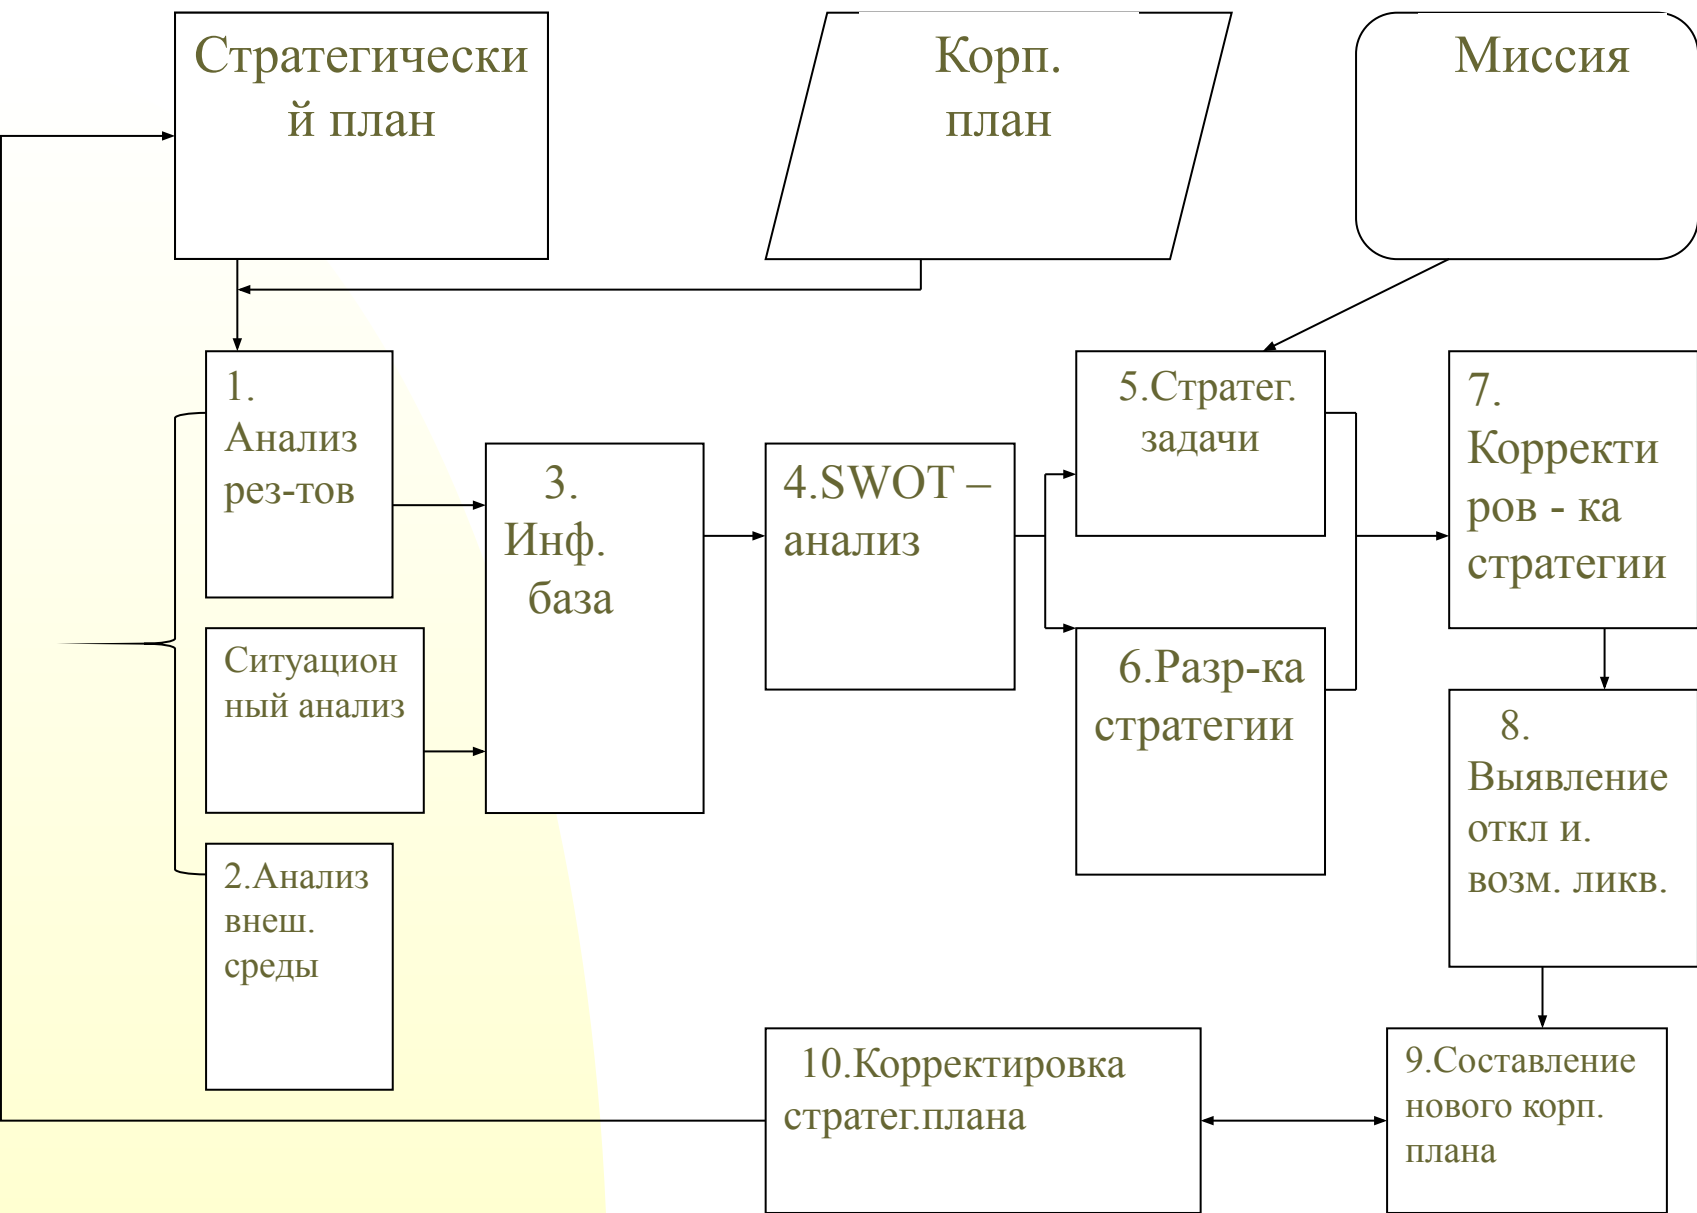 Стратегически
й план
Корп.
план
Миссия
1.
Анализ
рез-тов
Ситуацион
ный анализ
2.Анализ
внеш.
среды
3.
Инф.
база
4.SWOT –
анализ
5.Стратег.
задачи
6.Разр-ка
стратегии
7.
Корректи
ров - ка
стратегии
8.
Выявление
откл и.
возм. ликв.
9.Составление
нового корп.
плана
10.Корректировка
стратег.плана